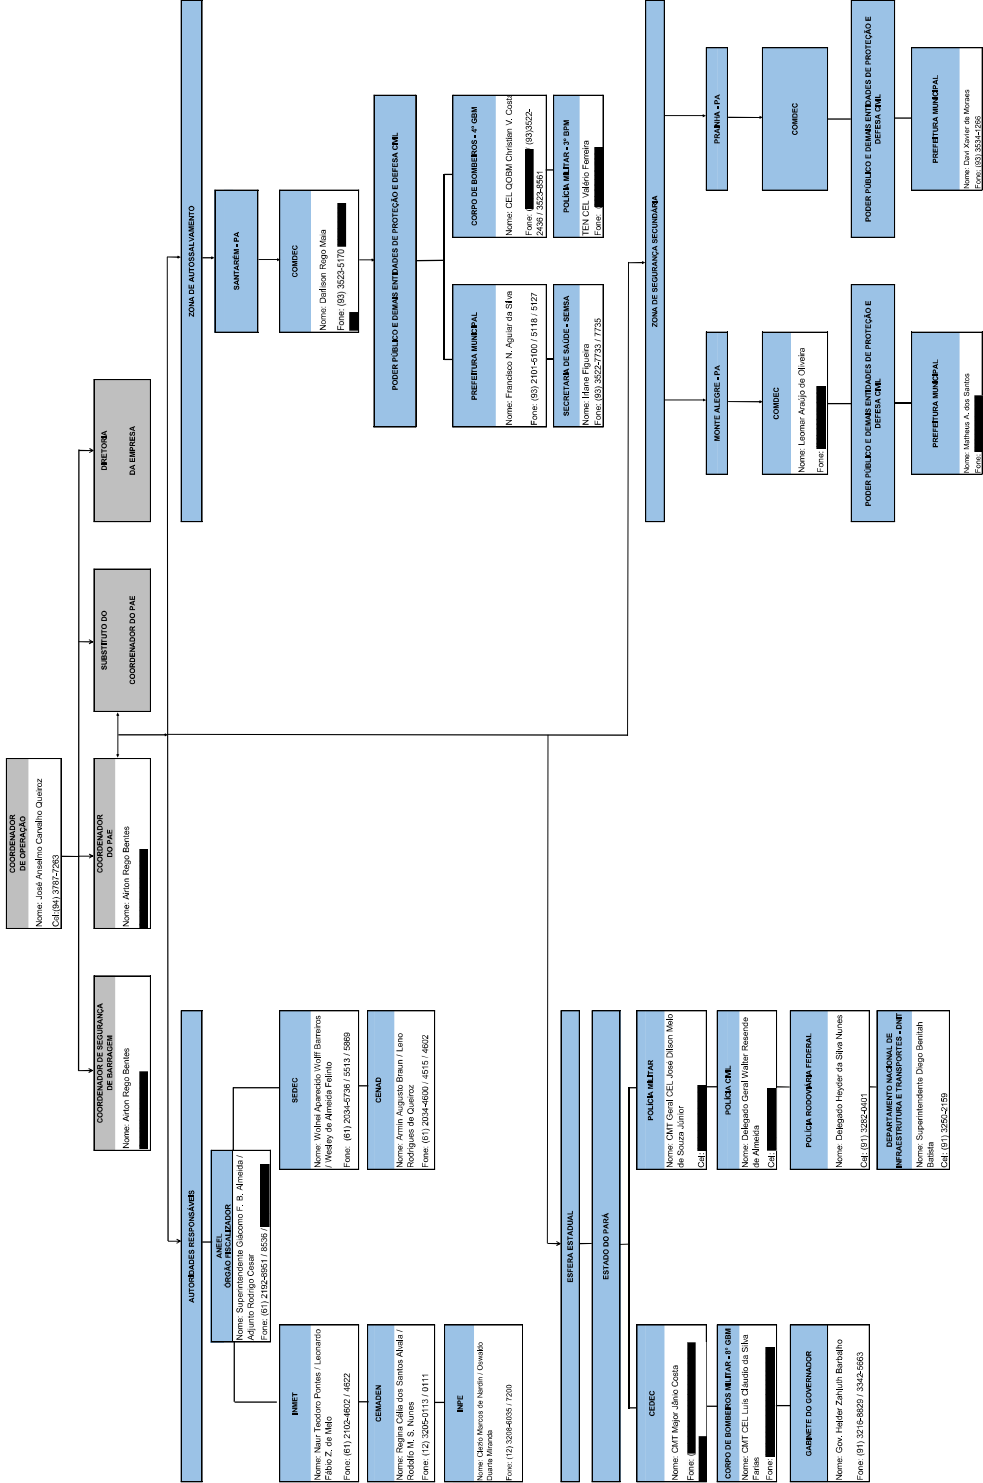 COORDENADOR
DE OPERAÇÃO
Nome: José Anselmo Carvalho Queiroz
Cel:(94) 3787-7263
COORDENADOR DE SEGURANÇA
DE BARRAGEM
Nome: Airton Rego Bentes
COORDENADOR
DO PAE
Nome: Airton Rego Bentes
SUBSTITUTO DO
COORDENADOR DO PAE
DIRETORIA
DA EMPRESA
AUTORIDADES RESPONSÁVEIS
ANEEL
ÓRGÃO FISCALIZADOR
Nome: Superintendente Giácomo F. B. Almeida /
Adjunto Rodrigo Cesar
Fone: (61) 2192-8951 / 8536 /
INMET
Nome: Naur Teodoro Pontes / Leonardo
Fábio Z. de Melo
Fone: (61) 2102-4602 / 4622
CEMADEN
Nome: Regina Célia dos Santos Alvala /
Rodolfo M. S. Nunes
Fone: (12) 3205-0113 / 0111
INPE
Nome: Clezio Marcos de Nardin / Oswaldo
Duarte Miranda
Fone: (12) 3208-6035 / 7200
SEDEC
Nome: Wolnei Aparecido Wolff Barreiros
/ Wesley de Almeida Felinto
Fone: (61) 2034-5736 / 5513 / 5869
CENAD
Nome: Armin Augusto Braun / Leno
Rodrigues de Queiroz
Fone: (61) 2034-4600 / 4515 / 4602
ZONA DE AUTOSSALVAMENTO
SANTARÉM - PA
COMDEC
Nome: Darlison Rego Maia
Fone: (93) 3523-5170
PODER PÚBLICO E DEMAIS ENTIDADES DE PROTEÇÃO E DEFESA CIVIL
PREFEITURA MUNICIPAL
Nome: Francisco N. Aguiar da Silva
Fone: (93) 2101-5100 / 5118 / 5127
SECRETARIA DE SAÚDE - SEMSA
Nome: Irlane Figueira
Fone: (93) 3522-7733 / 7735
CORPO DE BOMBEIROS - 4º GBM
Nome: CEL QOBM Christian V. Costa
Fone: ( (93)3522-
2436 / 3523-8561
POLÍCIA MILITAR - 3º BPM
TEN CEL Valério Ferreira
Fone: (
ESFERA ESTADUAL
ESTADO DO PARÁ
CEDEC
Nome: CMT Major Jânio Costa
Fone: (
CORPO DE BOMBEIROS MILITAR - 8º GBM
Nome: CMT CEL Luis Cláudio da Silva
Farias
Fone:
GABINETE DO GOVERNADOR
Nome: Gov. Helder Zahluth Barbalho
Fone: (91) 3216-8829 / 3342-5663
POLÍCIA MILITAR
Nome: CMT Geral CEL José Dilson Melo
de Souza Júnior
Cel:
POLÍCIA CIVIL
Nome: Delegado Geral Walter Resende
de Almeida
Cel:
POLÍCIA RODOVIÁRIA FEDERAL
Nome: Delegado Heyder da Silva Nunes
Cel: (91) 3282-0401
DEPARTAMENTO NACIONAL DE
INFRAESTRUTURA E TRANSPORTES - DNIT
Nome: Superintendente Diego Benitah
Batista
Cel: (91) 3250-2159
ZONA DE SEGURANÇA SECUNDÁRIA
MONTE ALEGRE - PA
COMDEC
Nome: Leomar Araújo de Oliveira
Fone:
PODER PÚBLICO E DEMAIS ENTIDADES DE PROTEÇÃO E
DEFESA CIVIL
PREFEITURA MUNICIPAL
Nome: Matheus A. dos Santos
Fone:
PRAINHA - PA
COMDEC
PODER PÚBLICO E DEMAIS ENTIDADES DE PROTEÇÃO E
DEFESA CIVIL
PREFEITURA MUNICIPAL
Nome: Davi Xavier de Moraes
Fone: (93) 3534-1266